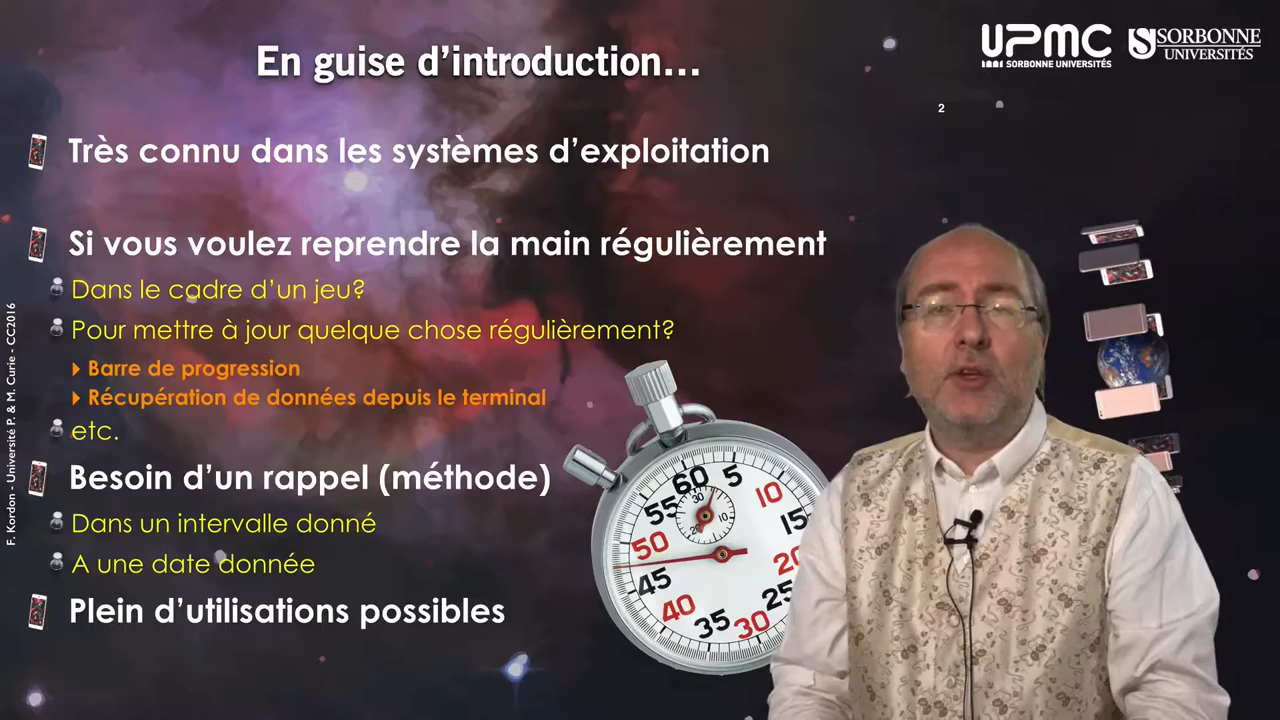 En guise d'introduction...
UPMC
SORBONNE UNIVERSITÉS
SORBONNE
UNIVERSITÉS
2
Très connu dans les systèmes d'exploitation
Si vous voulez reprendre la main régulièrement
Dans le cadre d'un jeu?
Pour mettre à jour quelque chose régulièrement?
Barre de progression
Récupération de données depuis le terminal
etc.
Besoin d'un rappel (méthode)
Dans un intervalle donné
A une date donnée
Plein d'utilisations possibles
F. Kordon - Université P. & M. Curie - CC2016
60
5
10
15
20
25
30
35
40
45
50
55
30
10
20